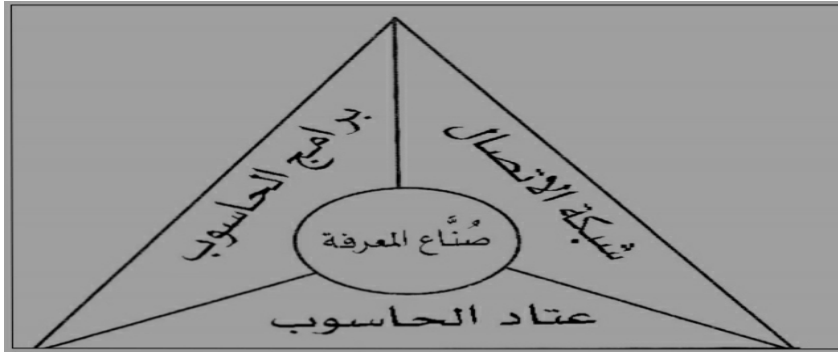 شبكة الاتصال
برامج الحاسوب
صُنَّاع المعرفة
عتاد الحاسوب